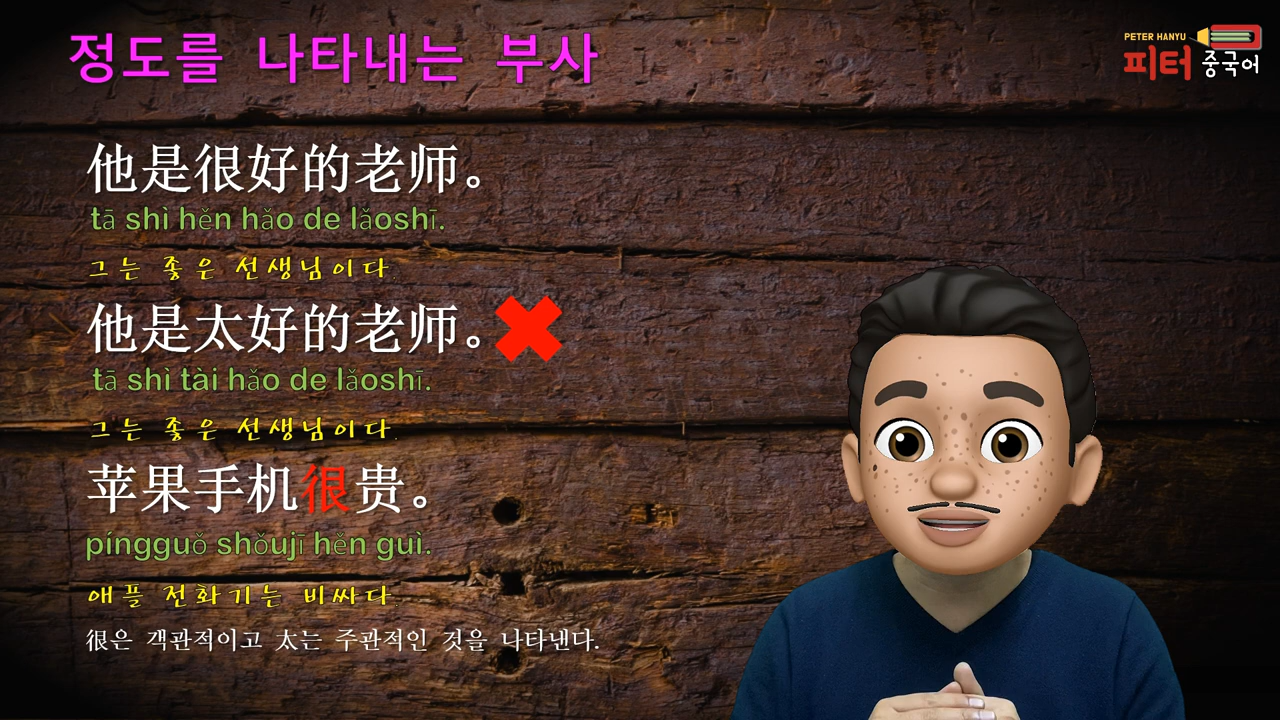 정도를 나타내는 부사
PETER HANYU
피터 중국어
他是很好的老师。
tā shì hěn hǎo de lǎoshī.
그는 좋은 선생님이다.
他是太好的老师。
tā shì tài hǎo de lǎoshī.
그는 좋은 선생님이다.
苹果手机很贵。
píngguǒ shǒujī hěn guì.
애플 전화기는 비싸다.
很은 객관적이고 太는 주관적인 것을 나타낸다.